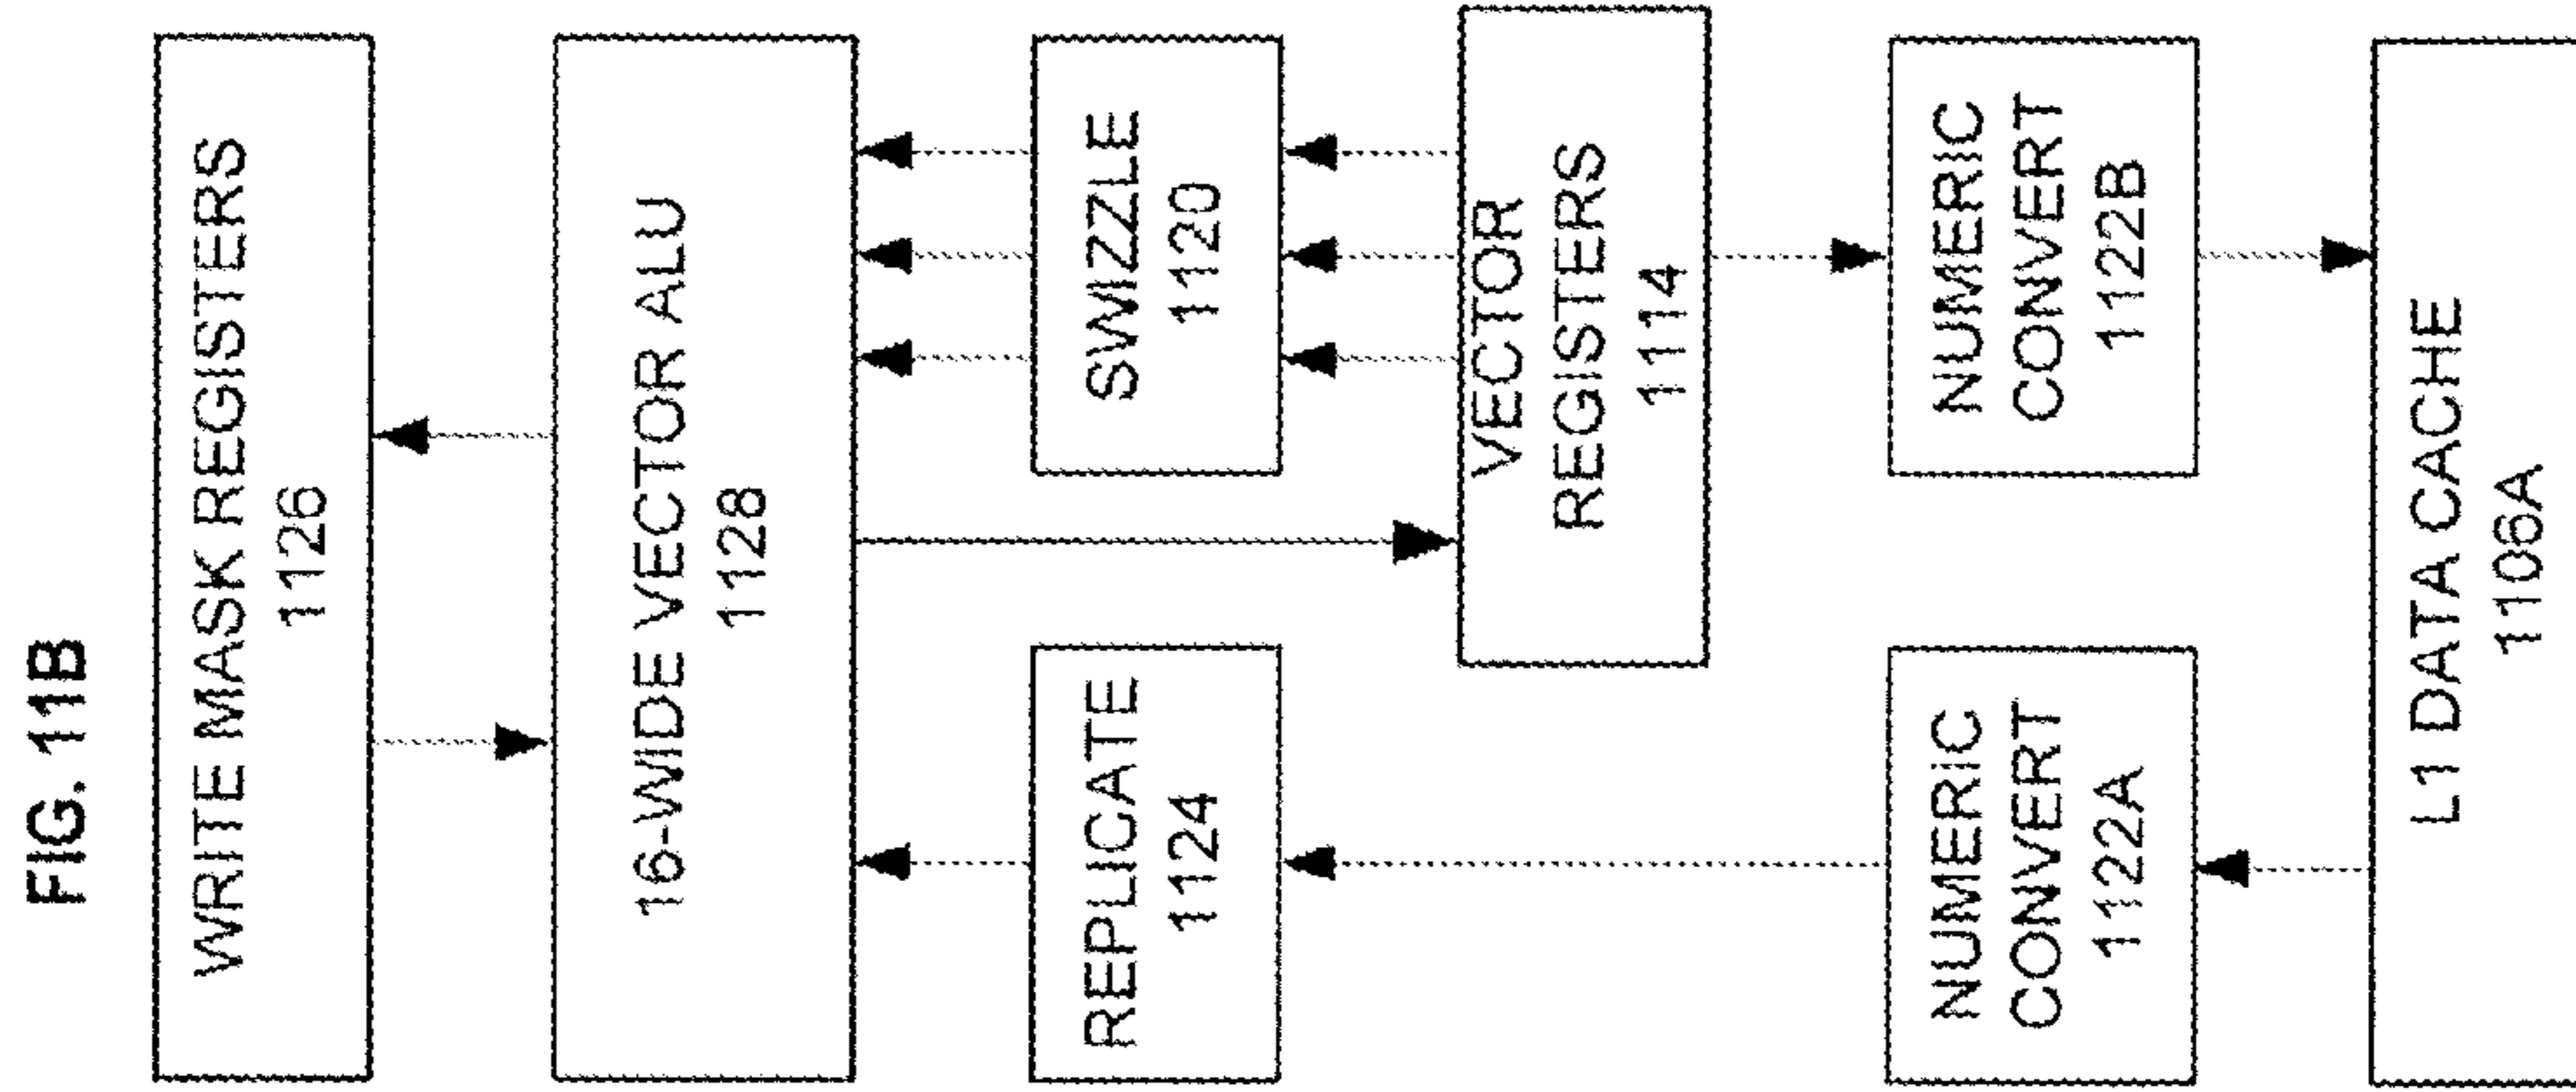 FIG. 11B
WRITE MASK REGISTERS
1126
16-WIDE VECTOR ALU
1128
REPLICATE
1124
SWIZZLE
1120
VECTOR
REGISTERS
1114
NUMERIC
CONVERT
1122A
NUMERIC
CONVERT
1122B
L1 DATA CACHE
1106A